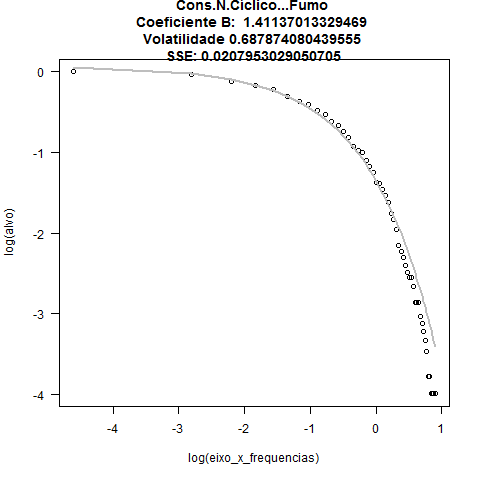 Cons.N.Ciclico...Fumo
Coeficiente B:  1.41137013329469
Volatilidade 0.687874080439555
SSE: 0.0207953029050705
0
-1
-2
-3
-4
log(alvo)
-4 -3 -2 -1 0 1
log(eixo_x_frequencias)